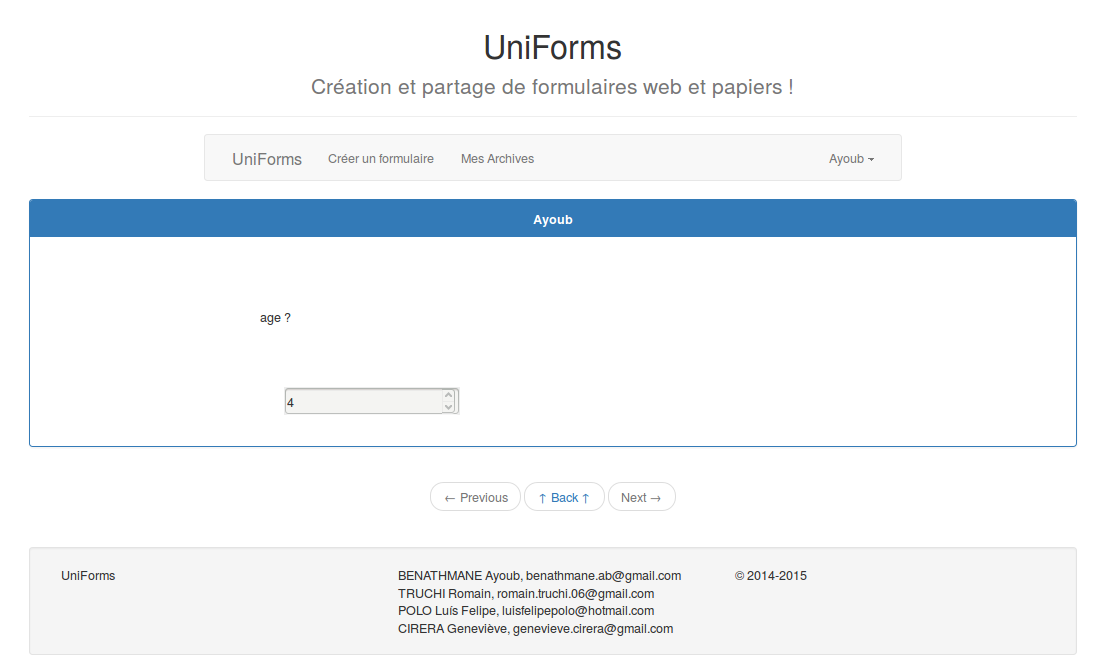 UniForms
Création et partage de formulaires web et papiers !
UniForms Créer un formulaire Mes Archives Ayoub
Ayoub
age ?
4
← Previous ↑ Back ↑ Next →
UniForms
BENATHMANE Ayoub, benathmane.ab@gmail.com
TRUCHI Romain, romain.truchi.06@gmail.com
POLO Luís Felipe, luisfelipepolo@hotmail.com
CIRERA Geneviève, genevieve.cirera@gmail.com
© 2014-2015